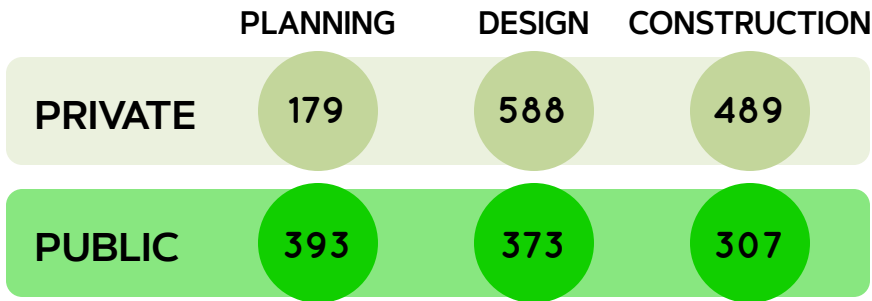 PLANNING DESIGN CONSTRUCTION
PRIVATE 179 588 489
PUBLIC 393 373 307